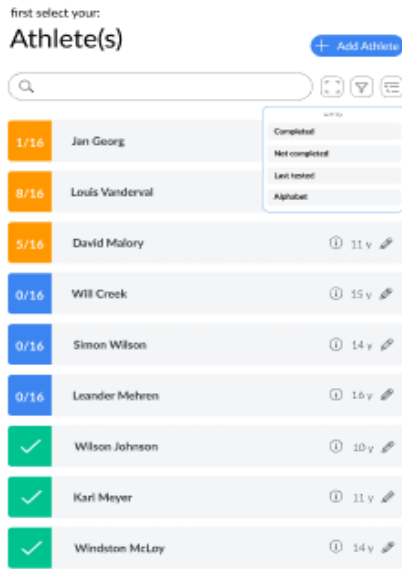 first select your:
Athlete(s)
+ Add Athlete
sort by
Completed
Not completed
Last tested
Alphabet
1/16 Jan Georg
8/16 Louis Vanderval
5/16 David Malory 11 y
0/16 Will Creek 15 y
0/16 Simon Wilson 14 y
0/16 Leander Mehren 16 y
Wilson Johnson 10 y
Karl Meyer 11 y
Windston McLoy 14 y